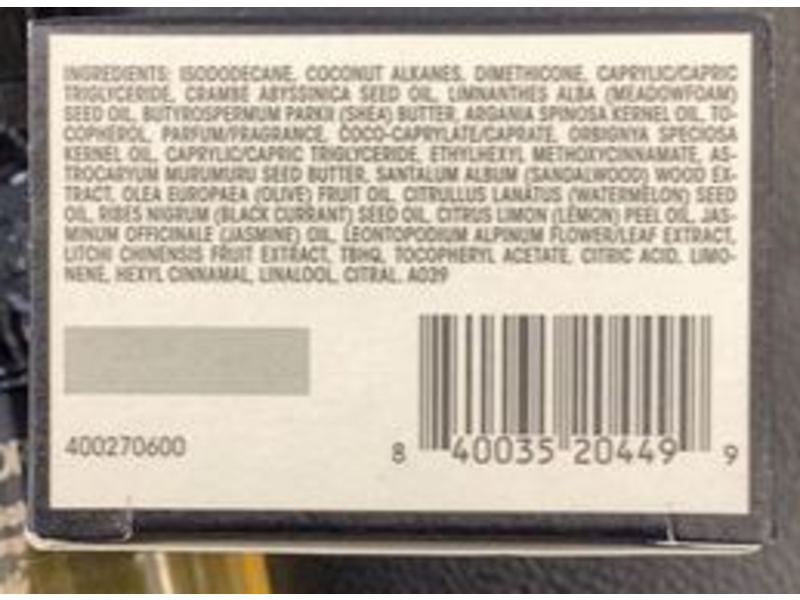 INGREDIENTS: ISODODECANE, COCONUT ALKANES, DIMETHICONE, CAPRYLIC/CAPRIC
TRIGLYCERIDE, CRAMBE ABYSSINICA SEED OIL, LIMNANTHES ALBA (MEADOWFOAM)
SEED OIL, BUTYROSPERMUM PARKII (SHEA) BUTTER, ARGANIA SPINOSA KERNEL OIL, TO-
COPHEROL, PARFUM/FRAGRANCE, COCO-CAPRYLATE/CAPRATE, ORBIGNYA SPECIOSA
KERNEL OIL, CAPRYLIC/CAPRIC TRIGLYCERIDE, ETHYLHEXYL METHOXYCINNAMATE, AS-
TROCARYUM MURUMURU SEED BUTTER, SANTALUM ALBUM (SANDALWOOD) WOOD EX-
TRACT, OLEA EUROPAEA (OLIVE) FRUIT OIL, CITRULLUS LANATUS (WATERMELON) SEED
OIL, RIBES NIGRUM (BLACK CURRANT) SEED OIL, CITRUS LIMON (LEMON) PEEL OIL, JAS-
MINUM OFFICINALE (JASMINE) OIL, LEONTOPODIUM ALPINUM FLOWER/LEAF EXTRACT,
LITCHI CHINENSIS FRUIT EXTRACT, TBHQ, TOCOPHERYL ACETATE, CITRIC ACID, LIMO-
NENE, HEXYL CINNAMAL, LINALOOL, CITRAL. A039
400270600
8 40035 20449 9